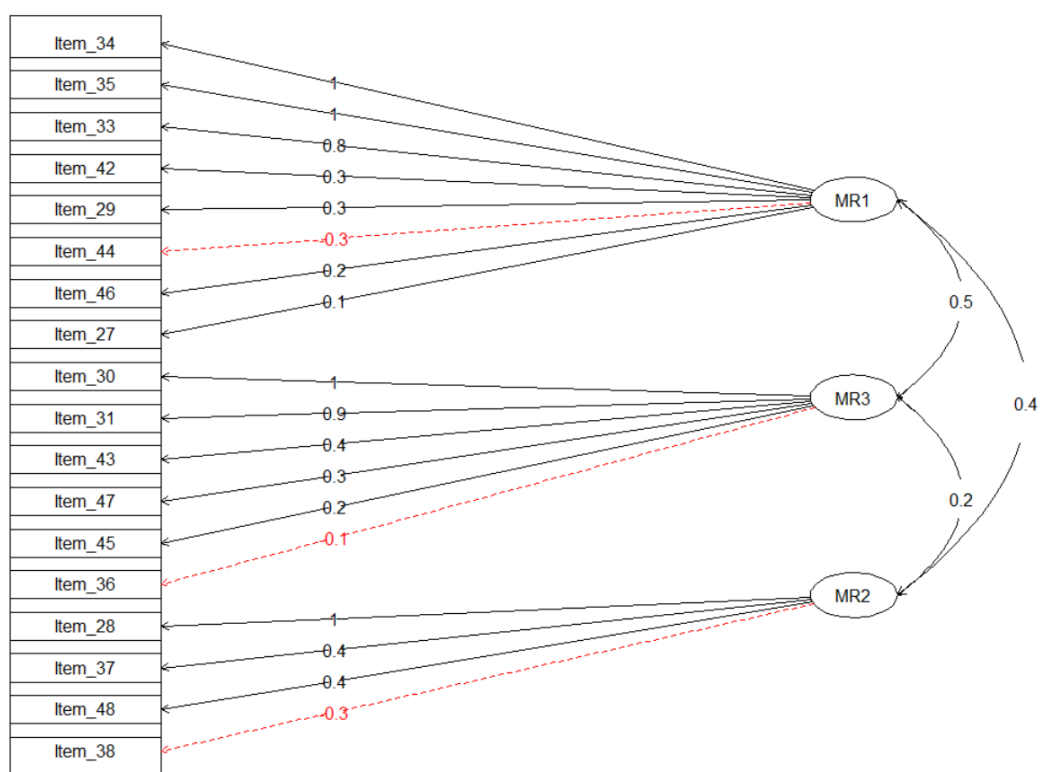 Item_34
Item_35
Item_33
Item_42
Item_29
Item_44
Item_46
Item_27
Item_30
Item_31
Item_43
Item_47
Item_45
Item_36
Item_28
Item_37
Item_48
Item_38
1
1
0.8
0.3
0.3
-0.3
0.2
0.1
1
0.9
0.4
0.3
0.2
-0.1
1
0.4
0.4
-0.3
MR1
MR3
MR2
0.5
0.2
0.4